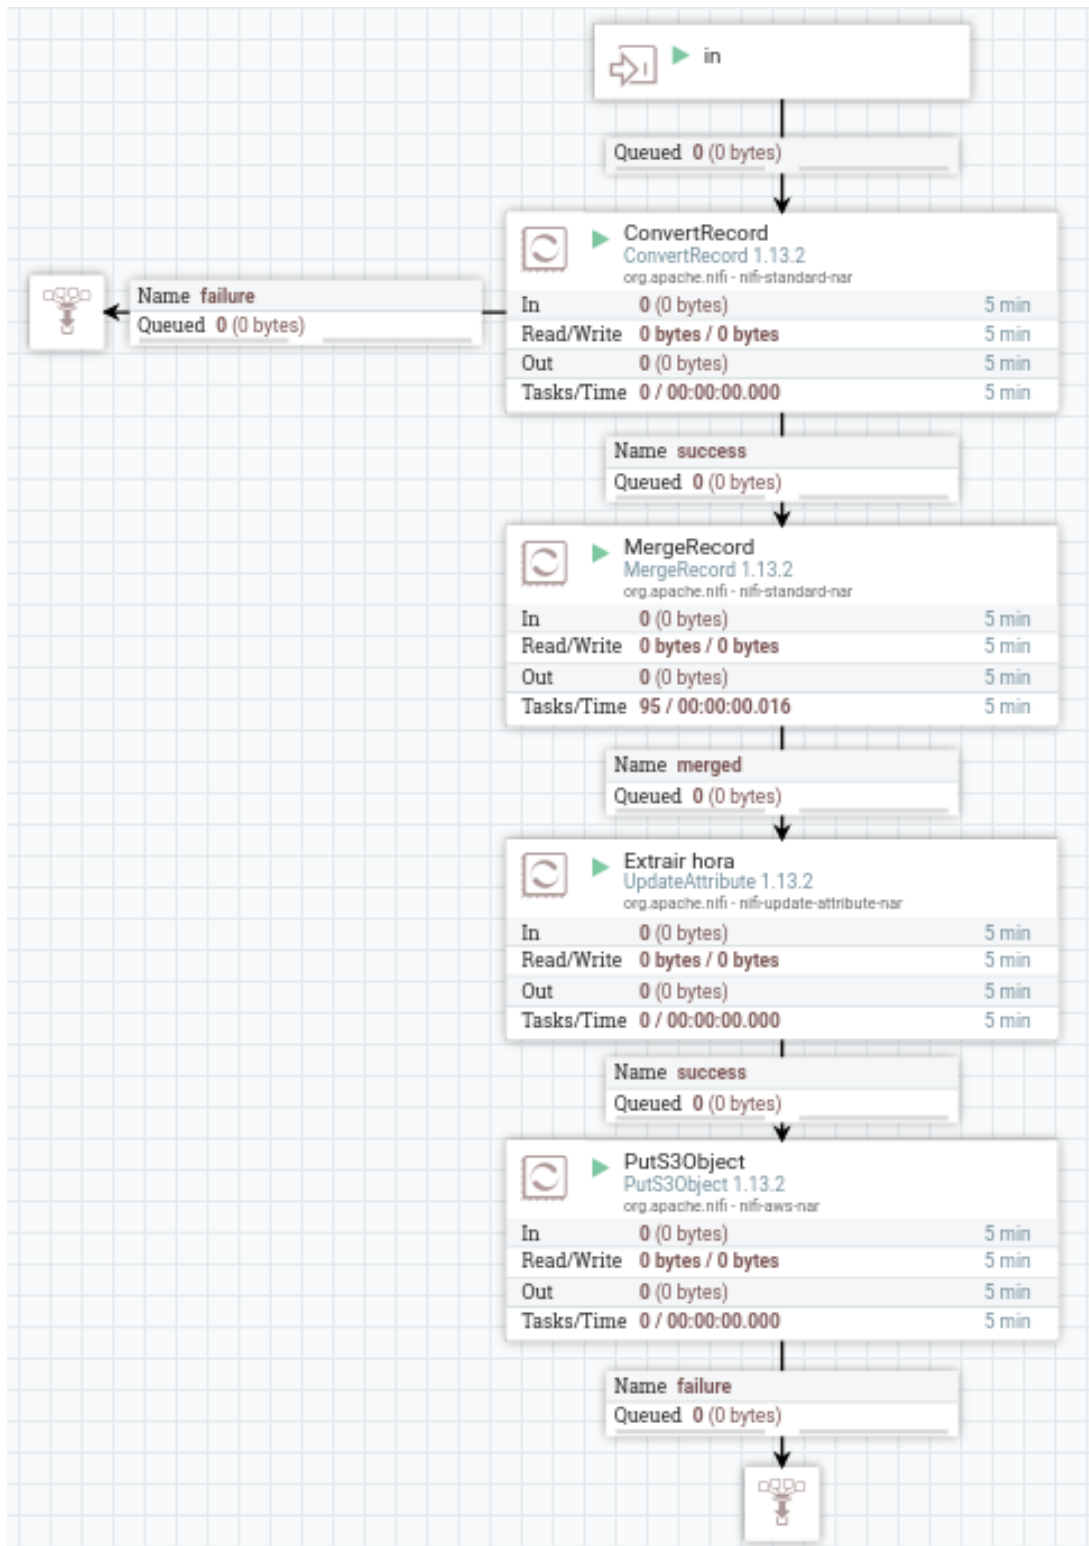 in
Queued 0 (0 bytes)
ConvertRecord
ConvertRecord 1.13.2
org.apache.nifi - nifi-standard-nar
In 0 (0 bytes) 5 min
Read/Write 0 bytes / 0 bytes 5 min
Out 0 (0 bytes) 5 min
Tasks/Time 0 / 00:00:00.000 5 min
Name failure
Queued 0 (0 bytes)
Name success
Queued 0 (0 bytes)
MergeRecord
MergeRecord 1.13.2
org.apache.nifi - nifi-standard-nar
In 0 (0 bytes) 5 min
Read/Write 0 bytes / 0 bytes 5 min
Out 0 (0 bytes) 5 min
Tasks/Time 95 / 00:00:00.016 5 min
Name merged
Queued 0 (0 bytes)
Extrair hora
UpdateAttribute 1.13.2
org.apache.nifi - nifi-update-attribute-nar
In 0 (0 bytes) 5 min
Read/Write 0 bytes / 0 bytes 5 min
Out 0 (0 bytes) 5 min
Tasks/Time 0 / 00:00:00.000 5 min
Name success
Queued 0 (0 bytes)
PutS3Object
PutS3Object 1.13.2
org.apache.nifi - nifi-aws-nar
In 0 (0 bytes) 5 min
Read/Write 0 bytes / 0 bytes 5 min
Out 0 (0 bytes) 5 min
Tasks/Time 0 / 00:00:00.000 5 min
Name failure
Queued 0 (0 bytes)